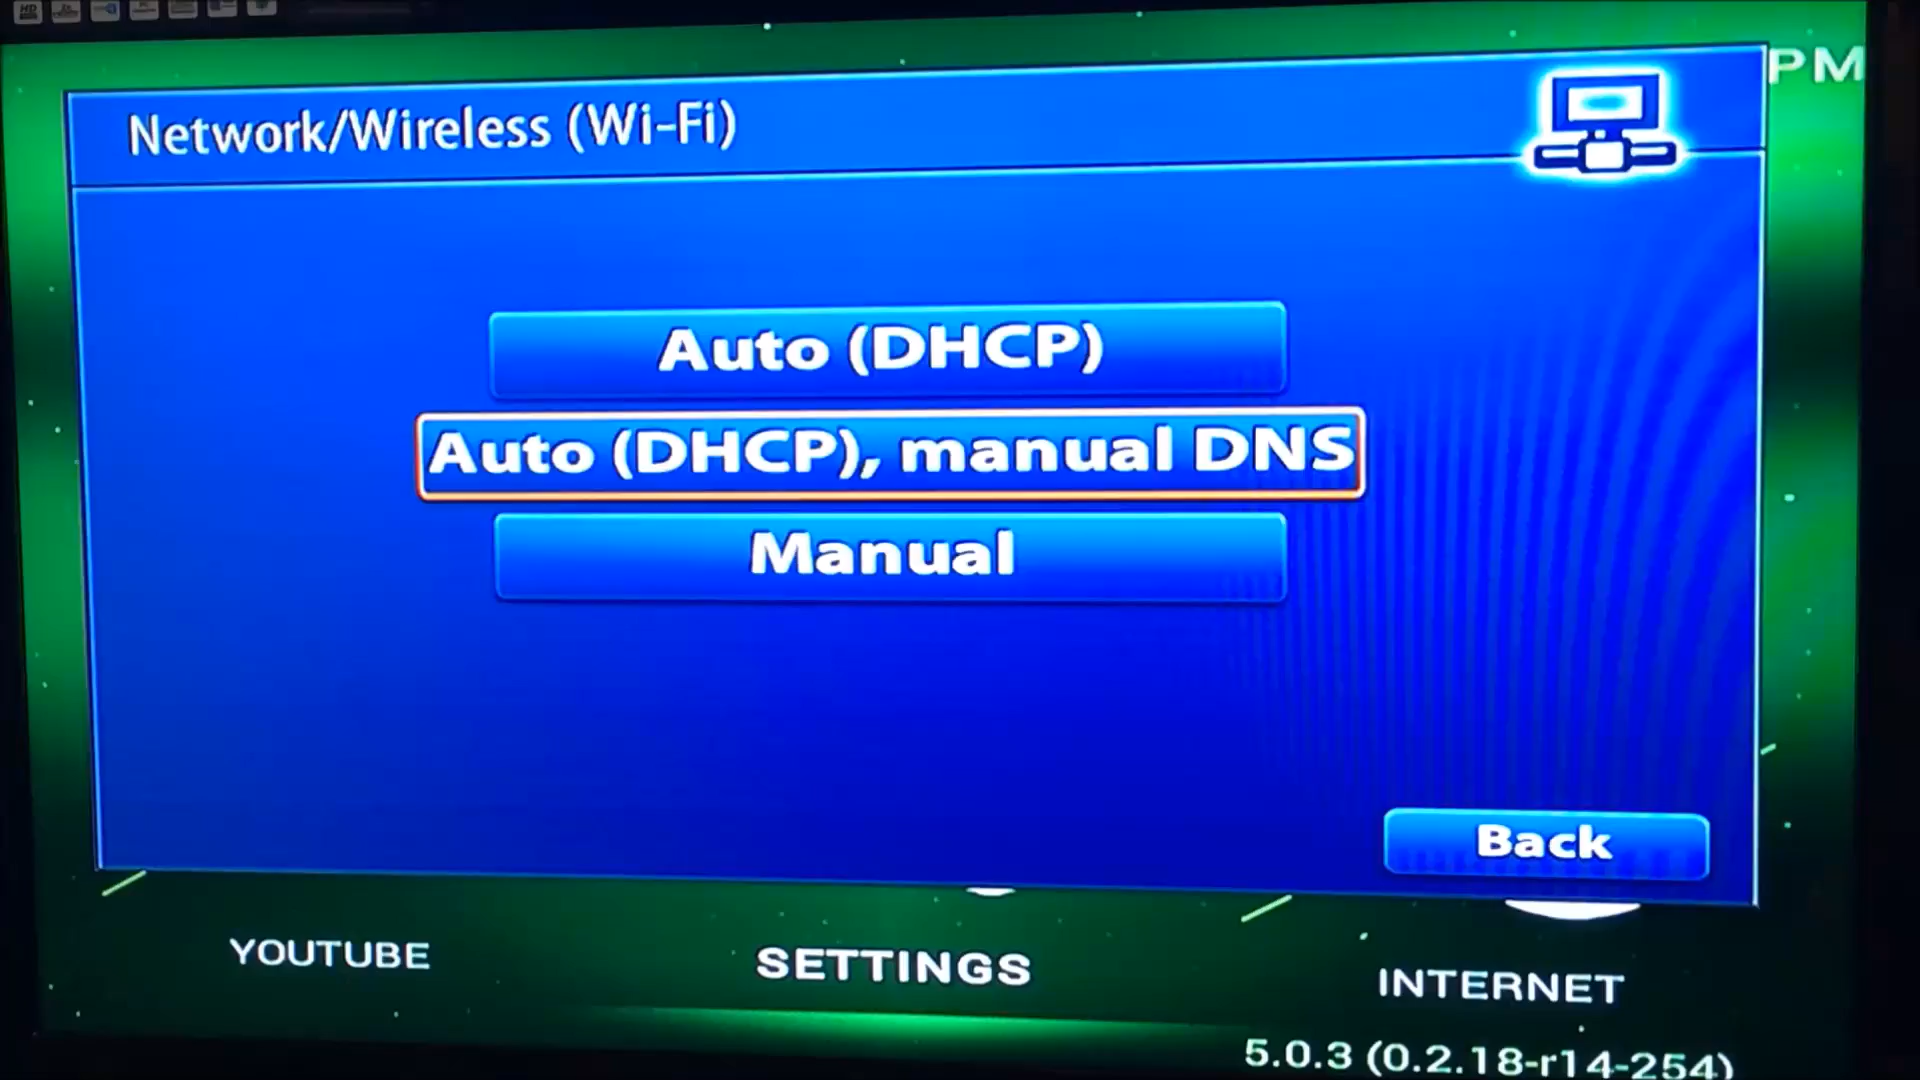 PM
Network/Wireless (Wi-Fi)
Auto (DHCP)
Auto (DHCP), manual DNS
Manual
Back
YOUTUBE
SETTINGS
INTERNET
5.0.3 (0.2.18-r14-254)